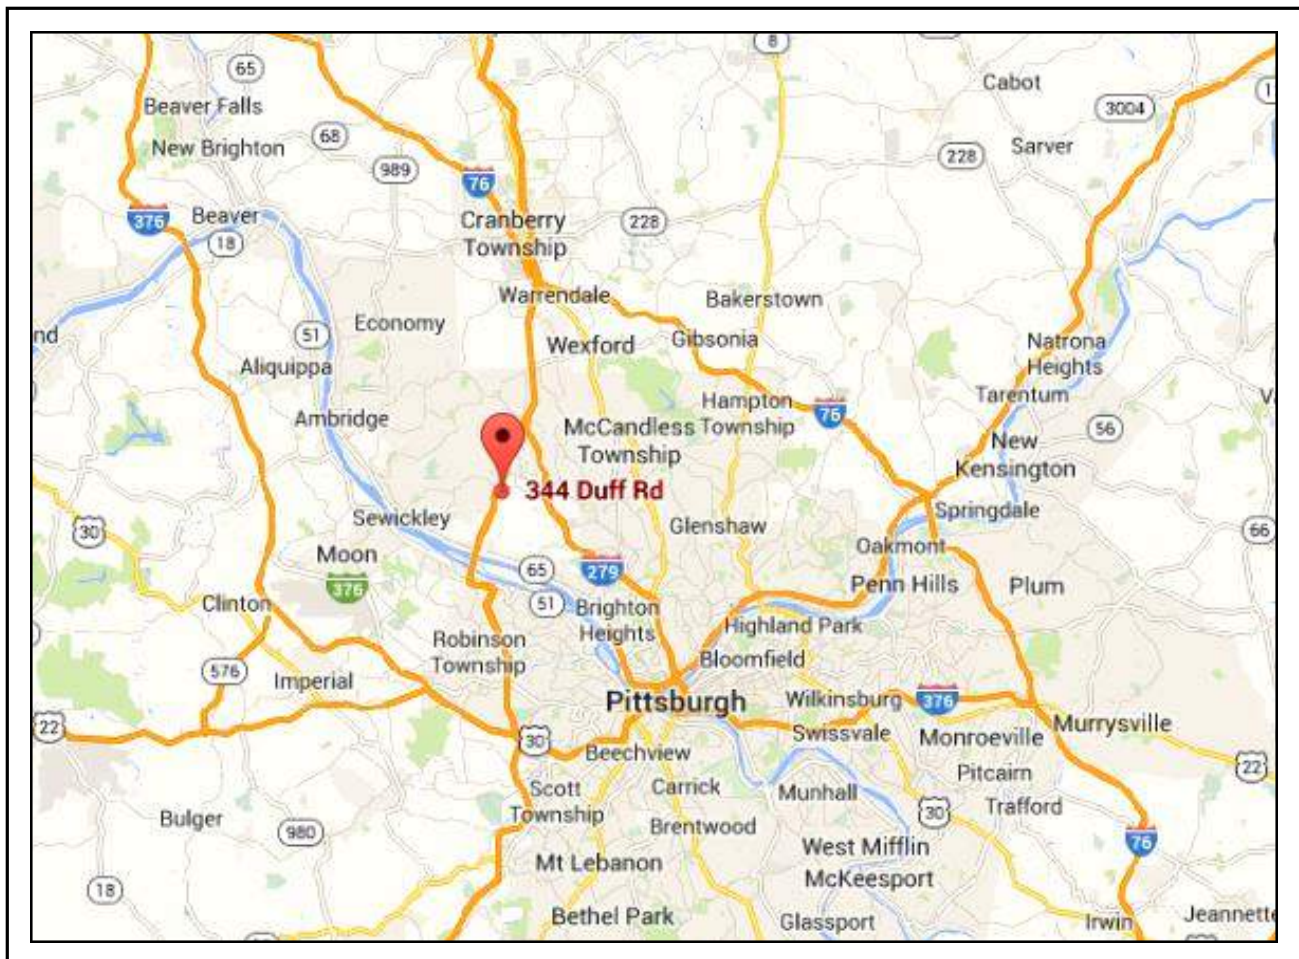 8
65
Cabot
Beaver Falls
3004
1
68
New Brighton
Sarver
228
989
76
376
Beaver
18
Cranberry
Township
228
Warrendale
Bakerstown
Economy
51
nd
Wexford
Gibsonia
Natrona
Heights
Aliquippa
Hampton
Township
76
Tarentum
Va
Ambridge
McCandless
Township
56
New
Kensington
344 Duff Rd
Sewickley
Springdale
30
Glenshaw
66
Moon
Oakmont
65
279
376
Penn Hills
Plum
Clinton
51
Brighton
Heights
Highland Park
Robinson
Township
Bloomfield
576
Imperial
Pittsburgh
Wilkinsburg
376
22
Swissvale
Murrysville
30
Monroeville
Beechview
22
Pitcairn
Scott
Township
Carrick
Munhall
Trafford
Bulger
980
Brentwood
30
76
West Mifflin
Mt Lebanon
McKeesport
18
Bethel Park
Glassport
Irwin
Jeannette